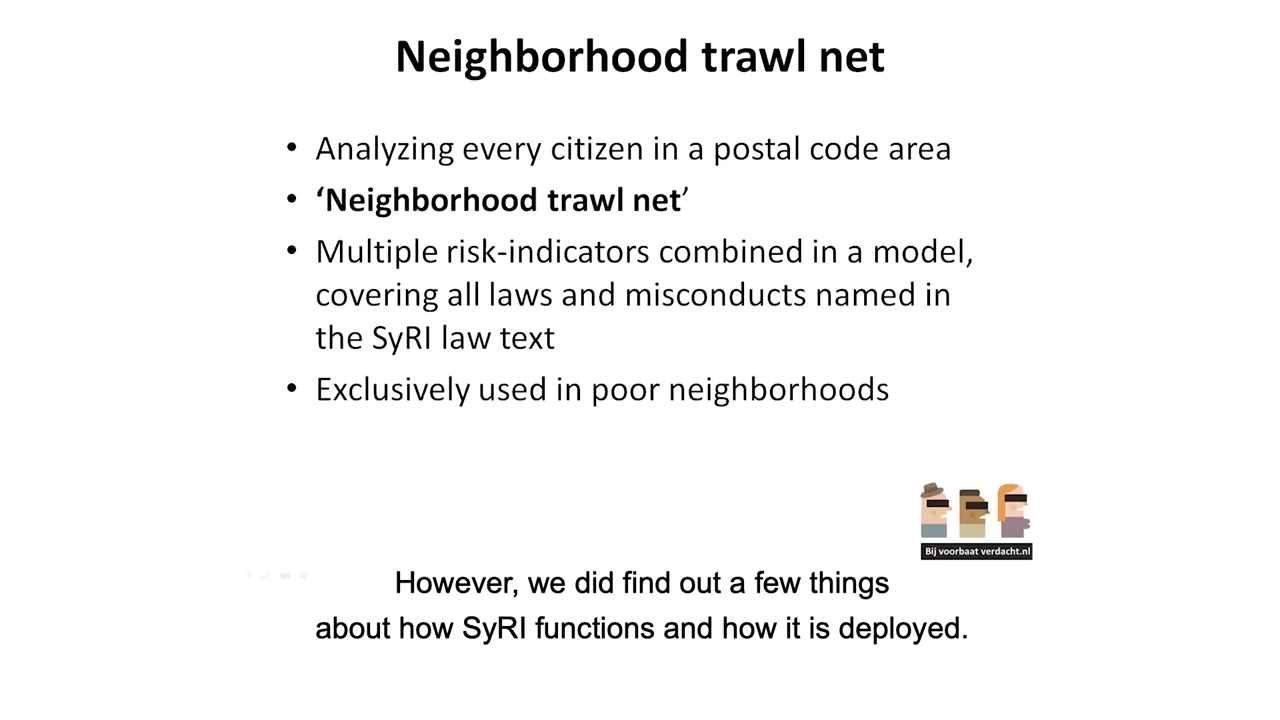 Neighborhood trawl net
• Analyzing every citizen in a postal code area
• ‘Neighborhood trawl net’
• Multiple risk-indicators combined in a model,
covering all laws and misconducts named in
the SyRI law text
• Exclusively used in poor neighborhoods
Bij voorbaat verdacht.nl
However, we did find out a few things
about how SyRI functions and how it is deployed.